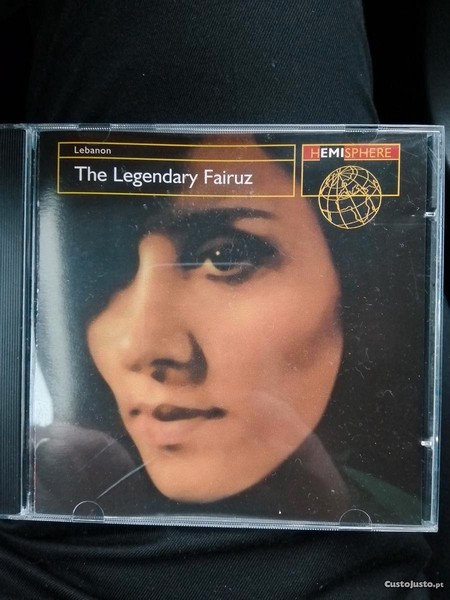 Lebanon
The Legendary Fairuz
HEMISPHERE
CustoJusto.pt